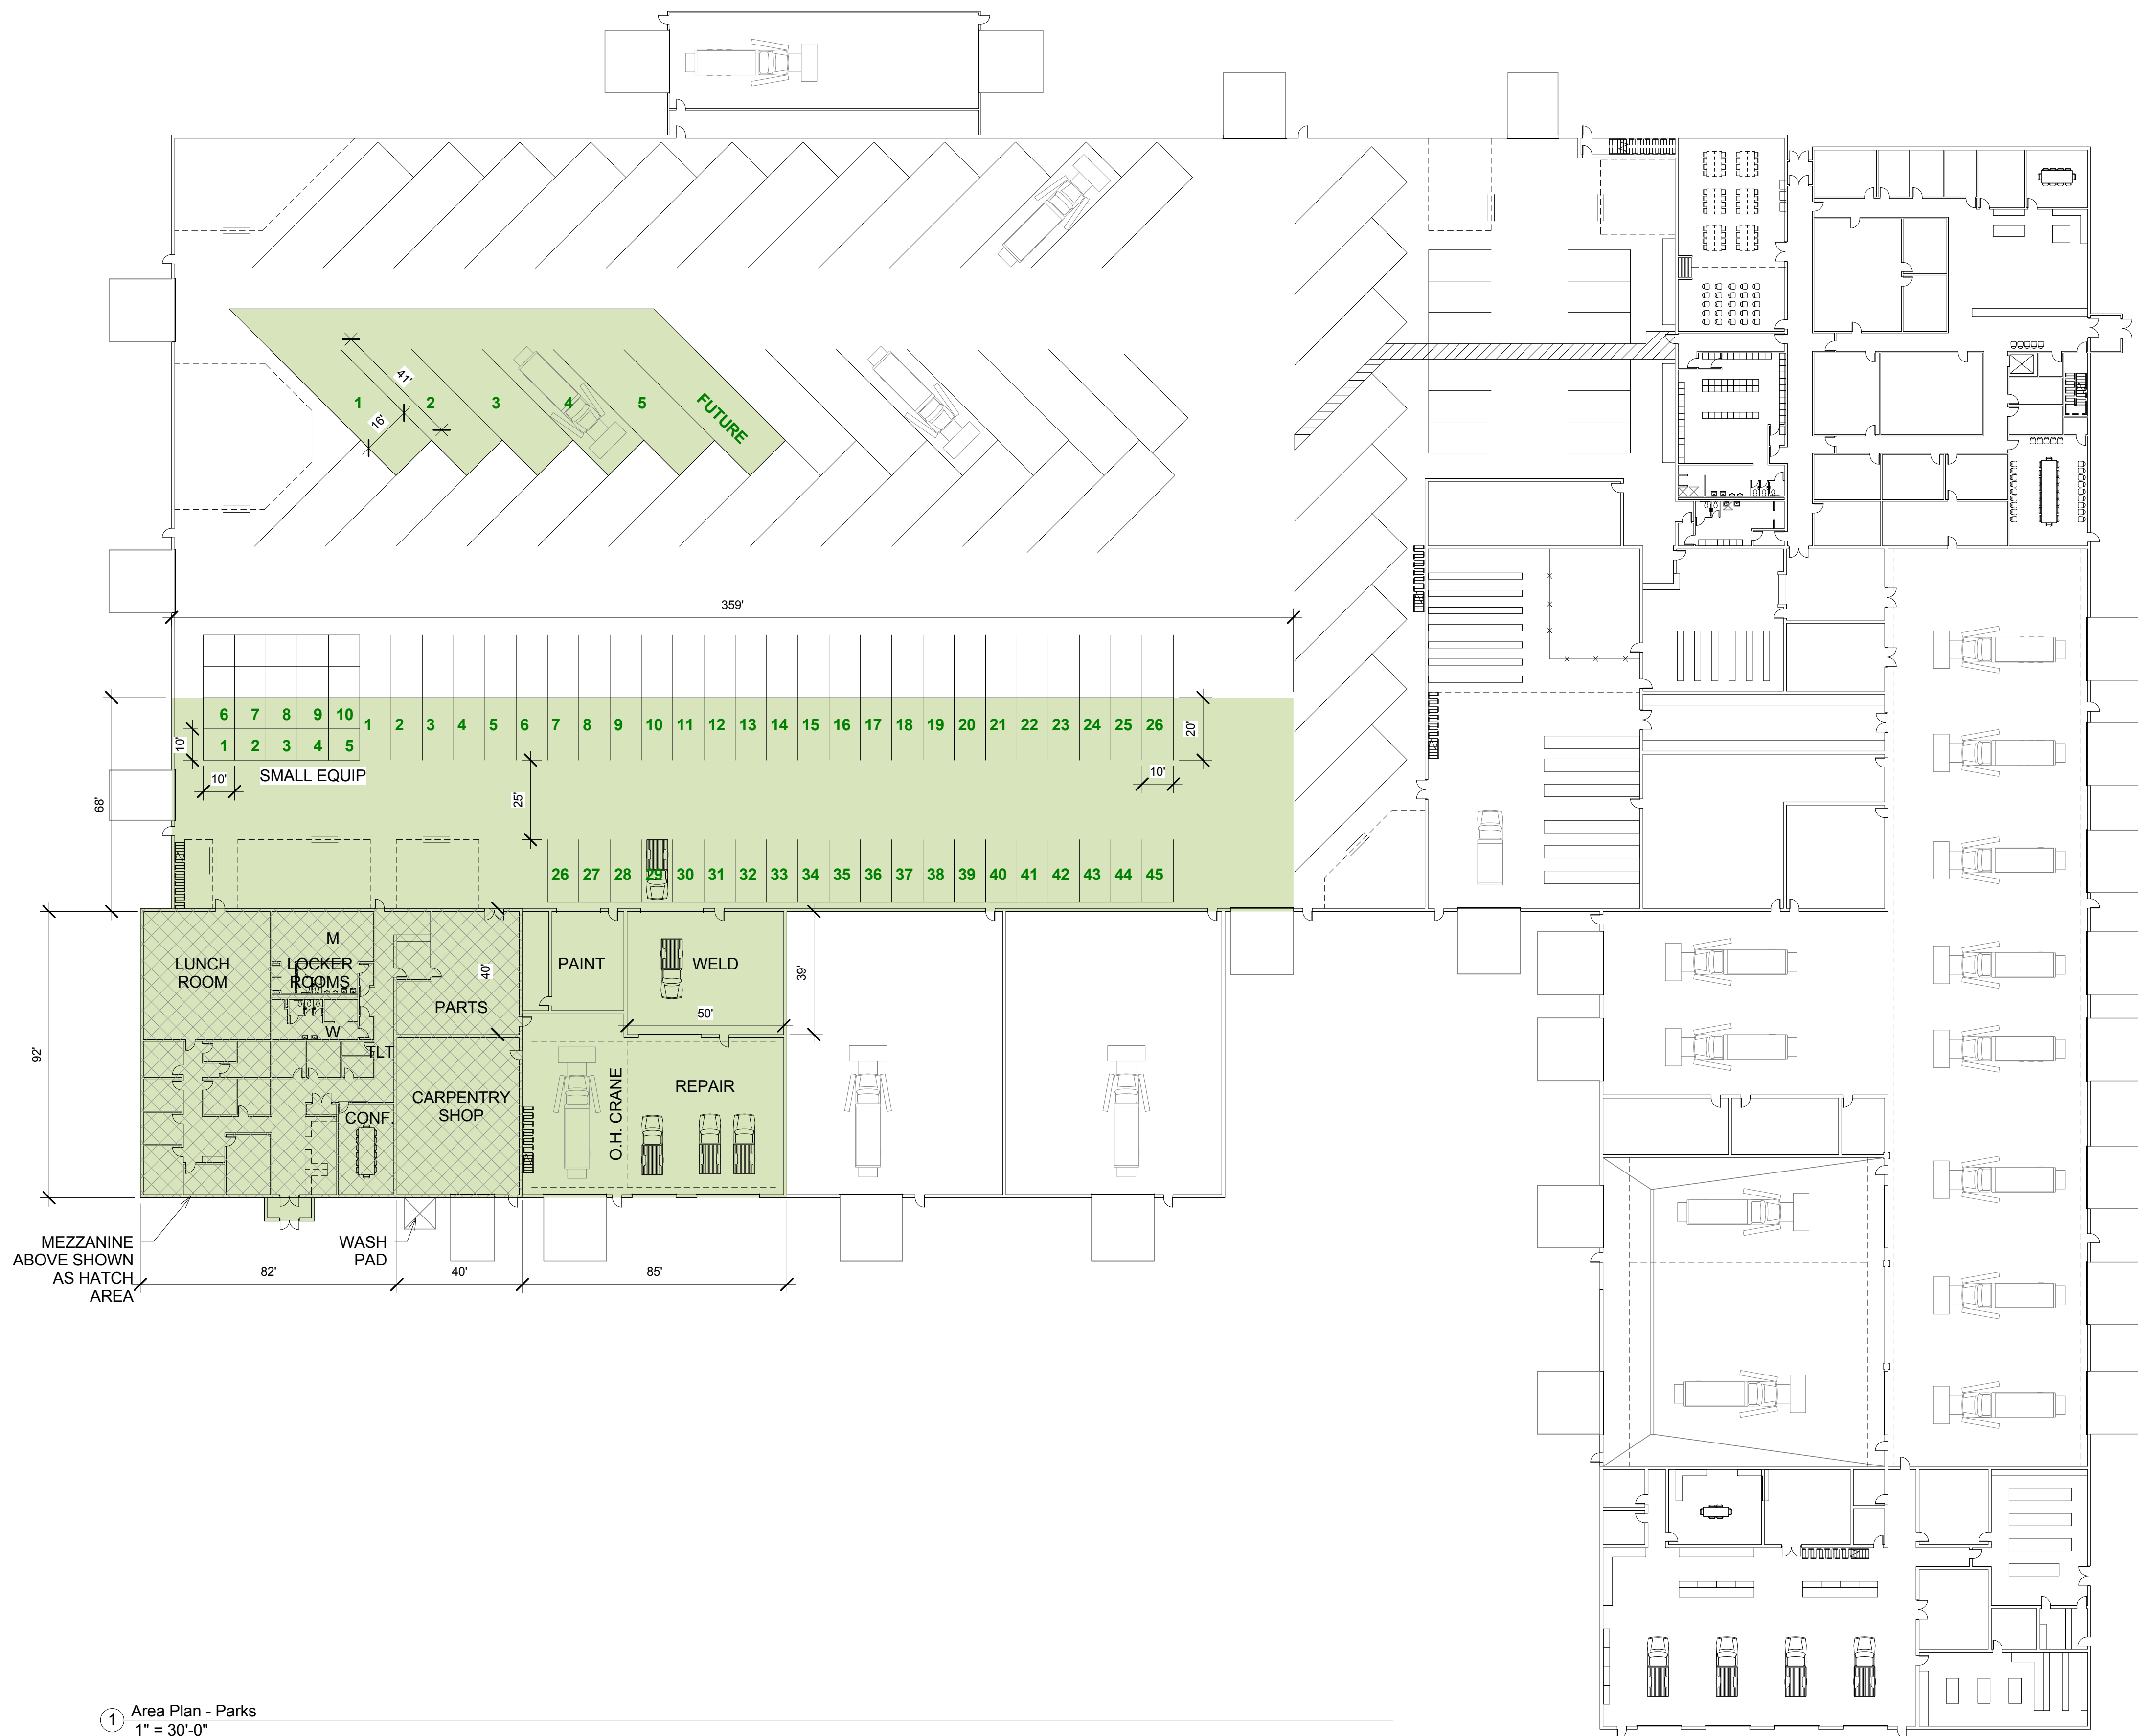 41'
16'
1 2 3 4 5 FUTURE
359'
6 7 8 9 10
1 2 3 4 5 6 7 8 9 10 11 12 13 14 15 16 17 18 19 20 21 22 23 24 25 26
20'
10'
1 2 3 4 5
10'
SMALL EQUIP
10'
68'
25'
26 27 28 29 30 31 32 33 34 35 36 37 38 39 40 41 42 43 44 45
LUNCH
ROOM
M
LOCKER
ROOMS
W
TLT
PARTS
40'
PAINT
WELD
39'
50'
92'
CARPENTRY
SHOP
CONF.
O.H. CRANE
REPAIR
MEZZANINE
ABOVE SHOWN
AS HATCH
AREA
WASH
PAD
82'
40'
85'
1 Area Plan - Parks
1" = 30'-0"